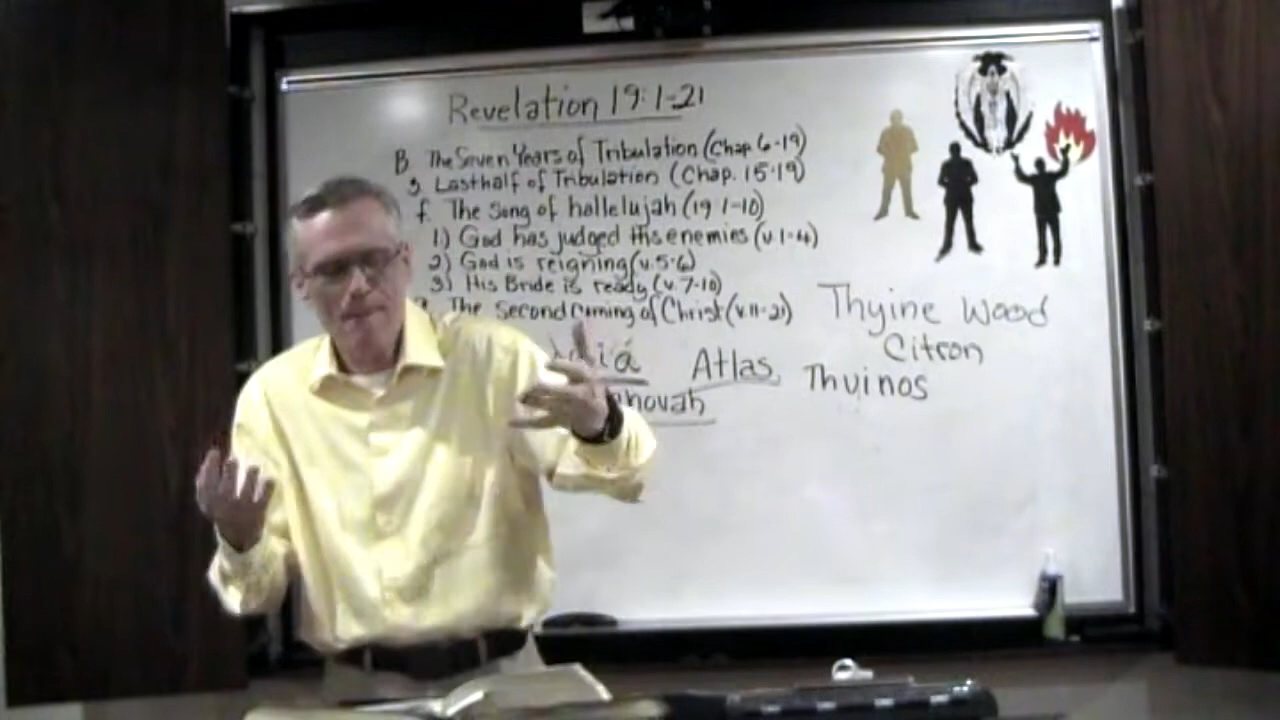 Revelation 19:1-21
B. The Seven Years of Tribulation (Chap 6-19)
3. Last half of Tribulation (Chap. 15-19)
f. The Song of hallelujah (19 1-10)
1.) God has judged His enemies (v.1-4)
2) God is reigning (v.5-6)
3) His Bride is ready (v.7-10)
The Second Coming of Christ (v.11-21)
Thyine Wood
Citron
Atlas
Thuinos